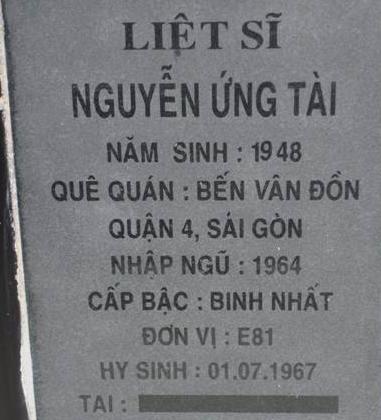 LIỆT SĨ
NGUYỄN ỨNG TÀI
NĂM SINH : 1948
QUÊ QUÁN : BẾN VÂN ĐỒN
QUẬN 4, SÀI GÒN
NHẬP NGŨ : 1964
CẤP BẬC : BINH NHẤT
ĐƠN VỊ : E81
HY SINH : 01.07.1967
TẠI :